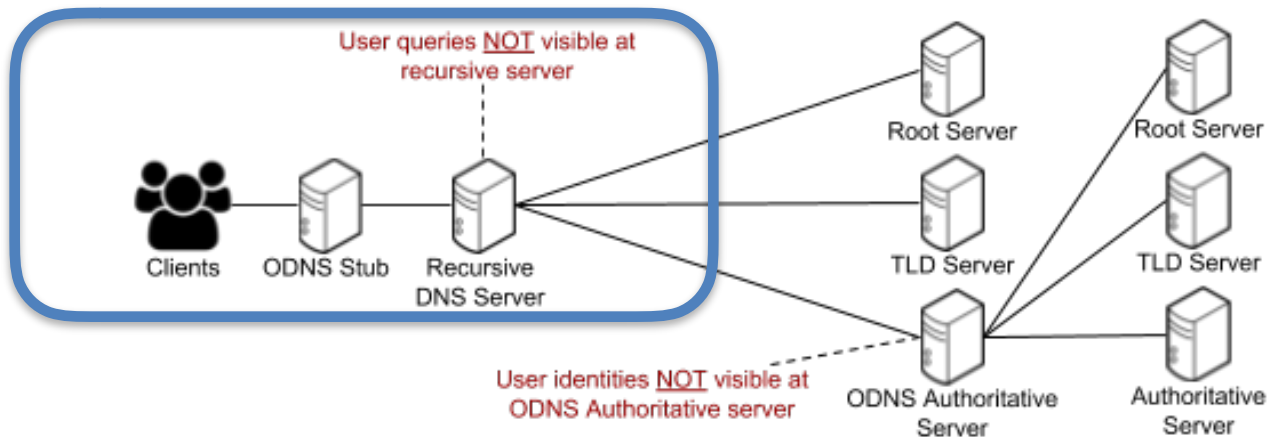 User queries NOT visible at
recursive server
Root Server
Root Server
Clients
ODNS Stub
Recursive
DNS Server
TLD Server
TLD Server
User identities NOT visible at
ODNS Authoritative server
ODNS Authoritative
Server
Authoritative
Server